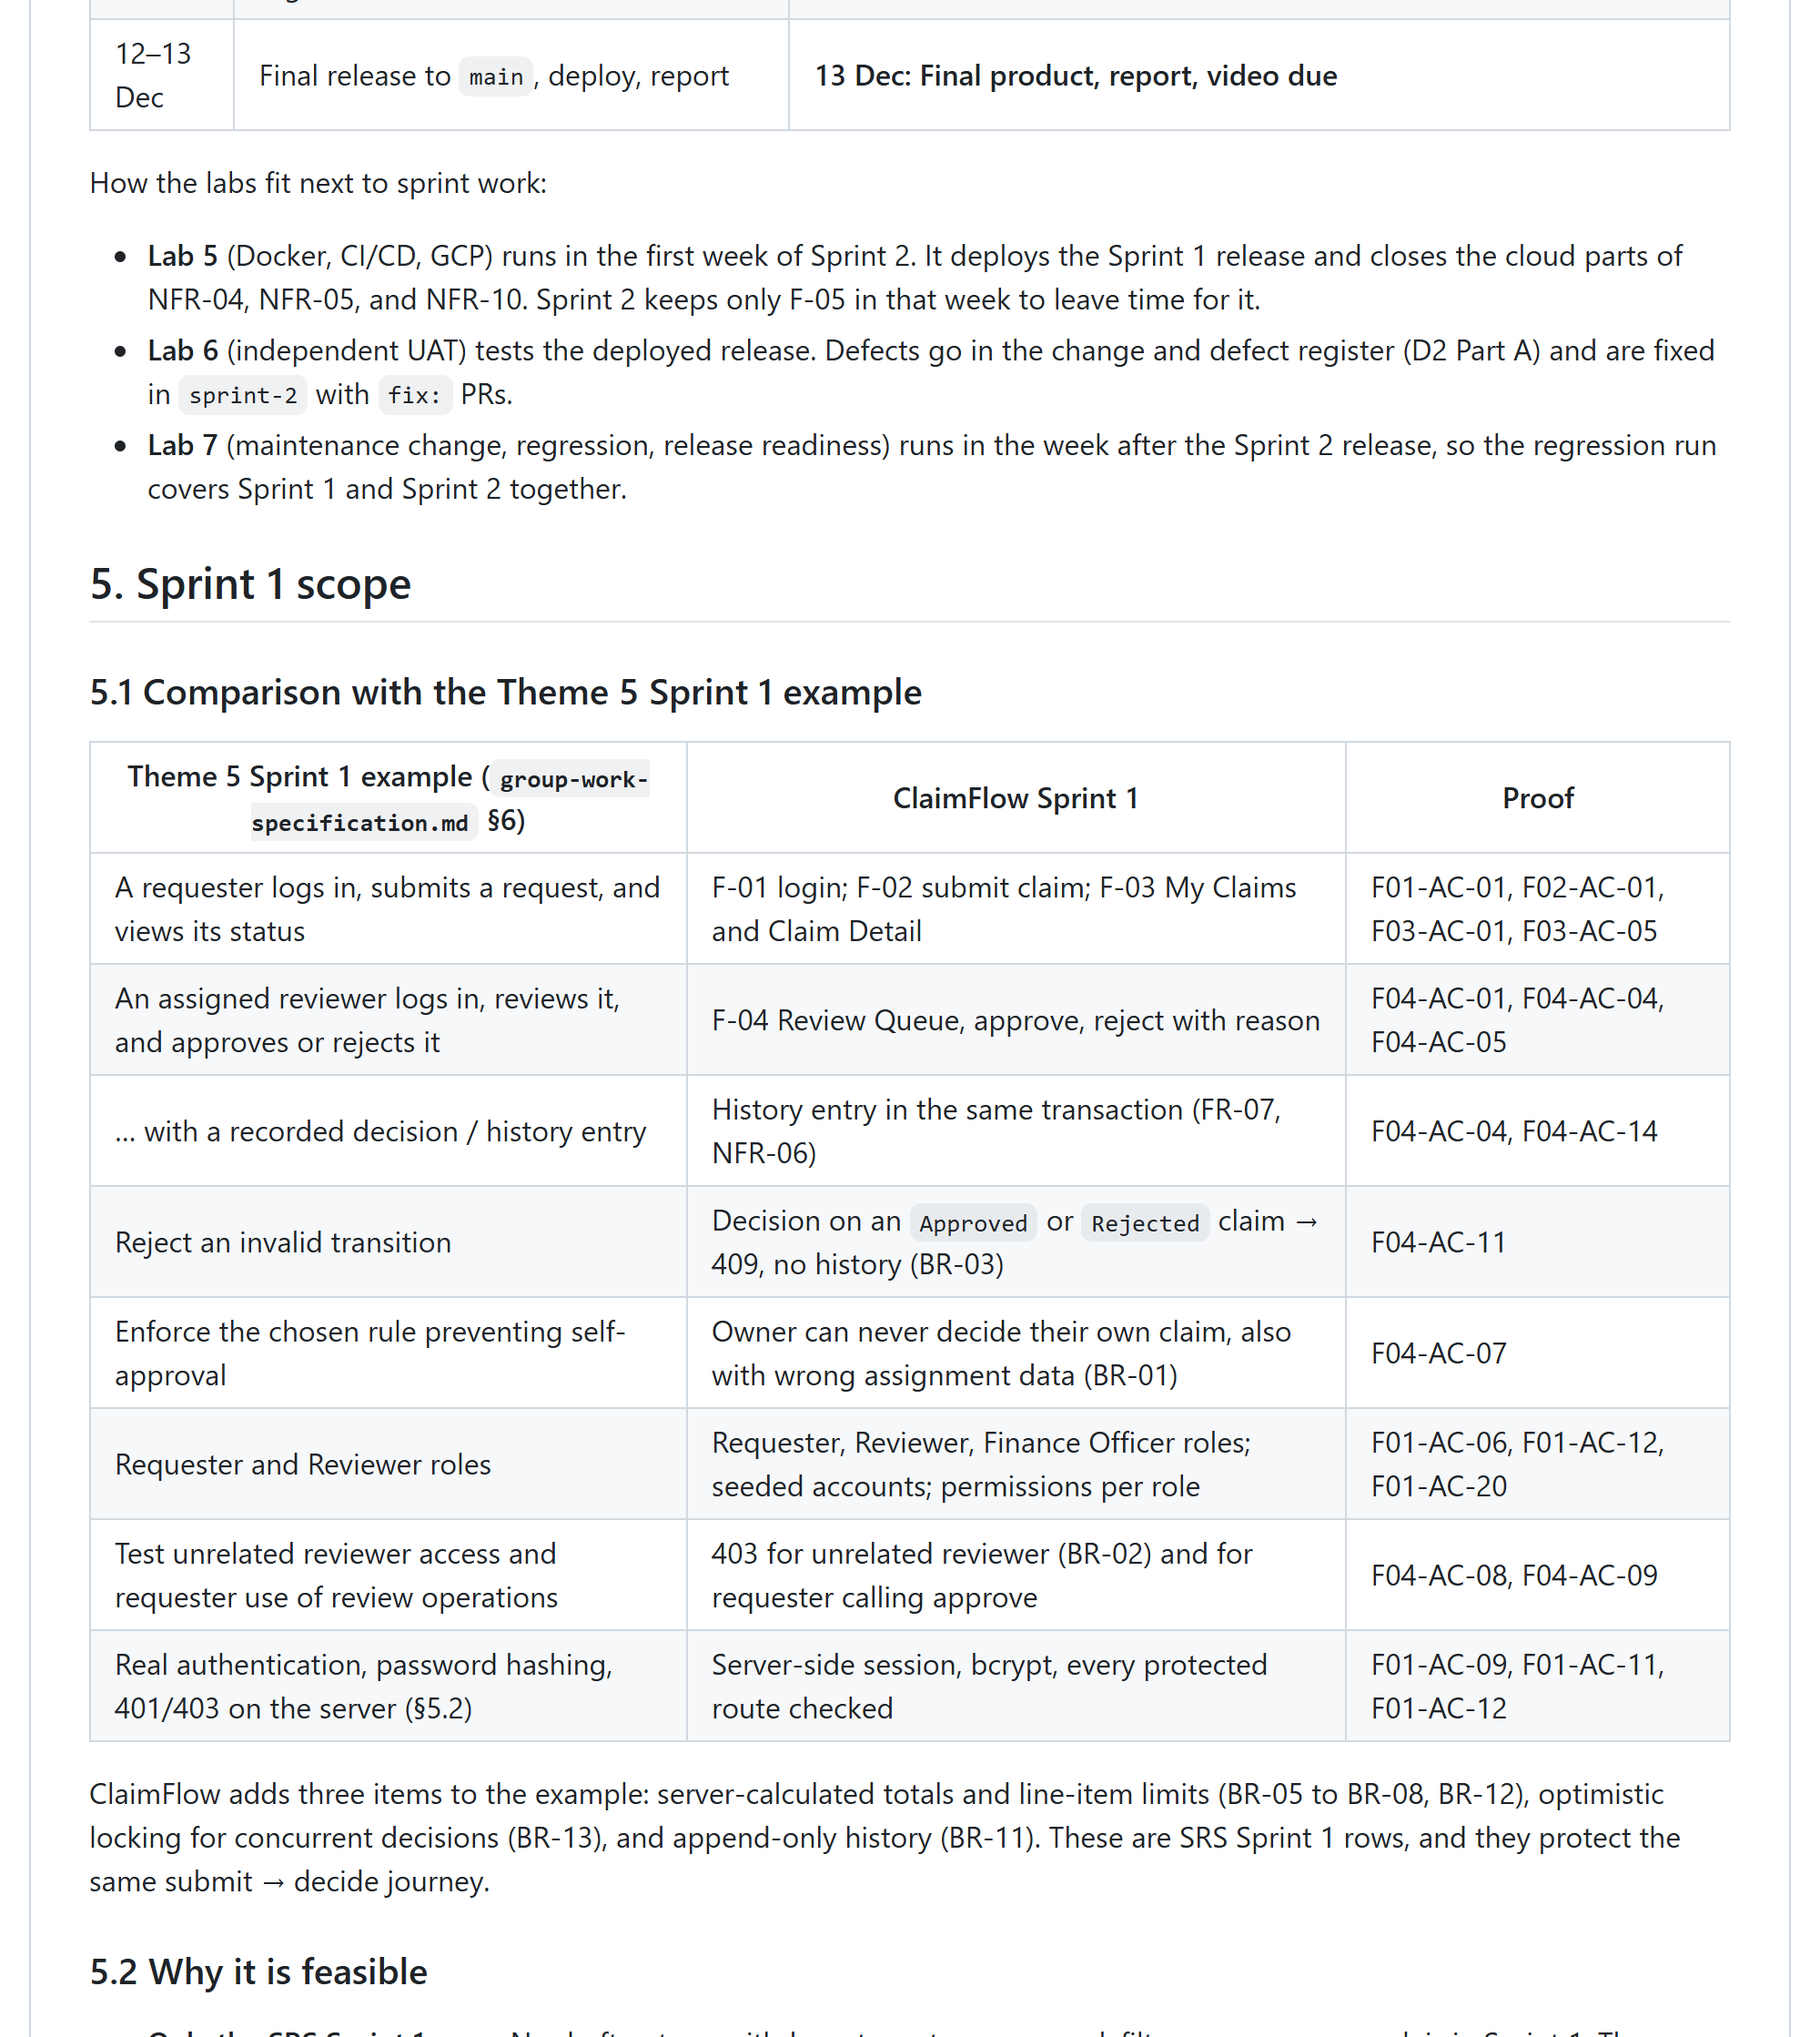 12–13
Dec
Final release to main, deploy, report
13 Dec: Final product, report, video due
How the labs fit next to sprint work:
• Lab 5 (Docker, CI/CD, GCP) runs in the first week of Sprint 2. It deploys the Sprint 1 release and closes the cloud parts of
NFR-04, NFR-05, and NFR-10. Sprint 2 keeps only F-05 in that week to leave time for it.
• Lab 6 (independent UAT) tests the deployed release. Defects go in the change and defect register (D2 Part A) and are fixed
in sprint-2 with fix: PRs.
• Lab 7 (maintenance change, regression, release readiness) runs in the week after the Sprint 2 release, so the regression run
covers Sprint 1 and Sprint 2 together.
5. Sprint 1 scope
5.1 Comparison with the Theme 5 Sprint 1 example
Theme 5 Sprint 1 example (group-work-
specification.md §6)
ClaimFlow Sprint 1
Proof
A requester logs in, submits a request, and
views its status
F-01 login; F-02 submit claim; F-03 My Claims
and Claim Detail
F01-AC-01, F02-AC-01,
F03-AC-01, F03-AC-05
An assigned reviewer logs in, reviews it,
and approves or rejects it
F-04 Review Queue, approve, reject with reason
F04-AC-01, F04-AC-04,
F04-AC-05
... with a recorded decision / history entry
History entry in the same transaction (FR-07,
NFR-06)
F04-AC-04, F04-AC-14
Reject an invalid transition
Decision on an Approved or Rejected claim →
409, no history (BR-03)
F04-AC-11
Enforce the chosen rule preventing self-
approval
Owner can never decide their own claim, also
with wrong assignment data (BR-01)
F04-AC-07
Requester and Reviewer roles
Requester, Reviewer, Finance Officer roles;
seeded accounts; permissions per role
F01-AC-06, F01-AC-12,
F01-AC-20
Test unrelated reviewer access and
requester use of review operations
403 for unrelated reviewer (BR-02) and for
requester calling approve
F04-AC-08, F04-AC-09
Real authentication, password hashing,
401/403 on the server (§5.2)
Server-side session, bcrypt, every protected
route checked
F01-AC-09, F01-AC-11,
F01-AC-12
ClaimFlow adds three items to the example: server-calculated totals and line-item limits (BR-05 to BR-08, BR-12), optimistic
locking for concurrent decisions (BR-13), and append-only history (BR-11). These are SRS Sprint 1 rows, and they protect the
same submit → decide journey.
5.2 Why it is feasible